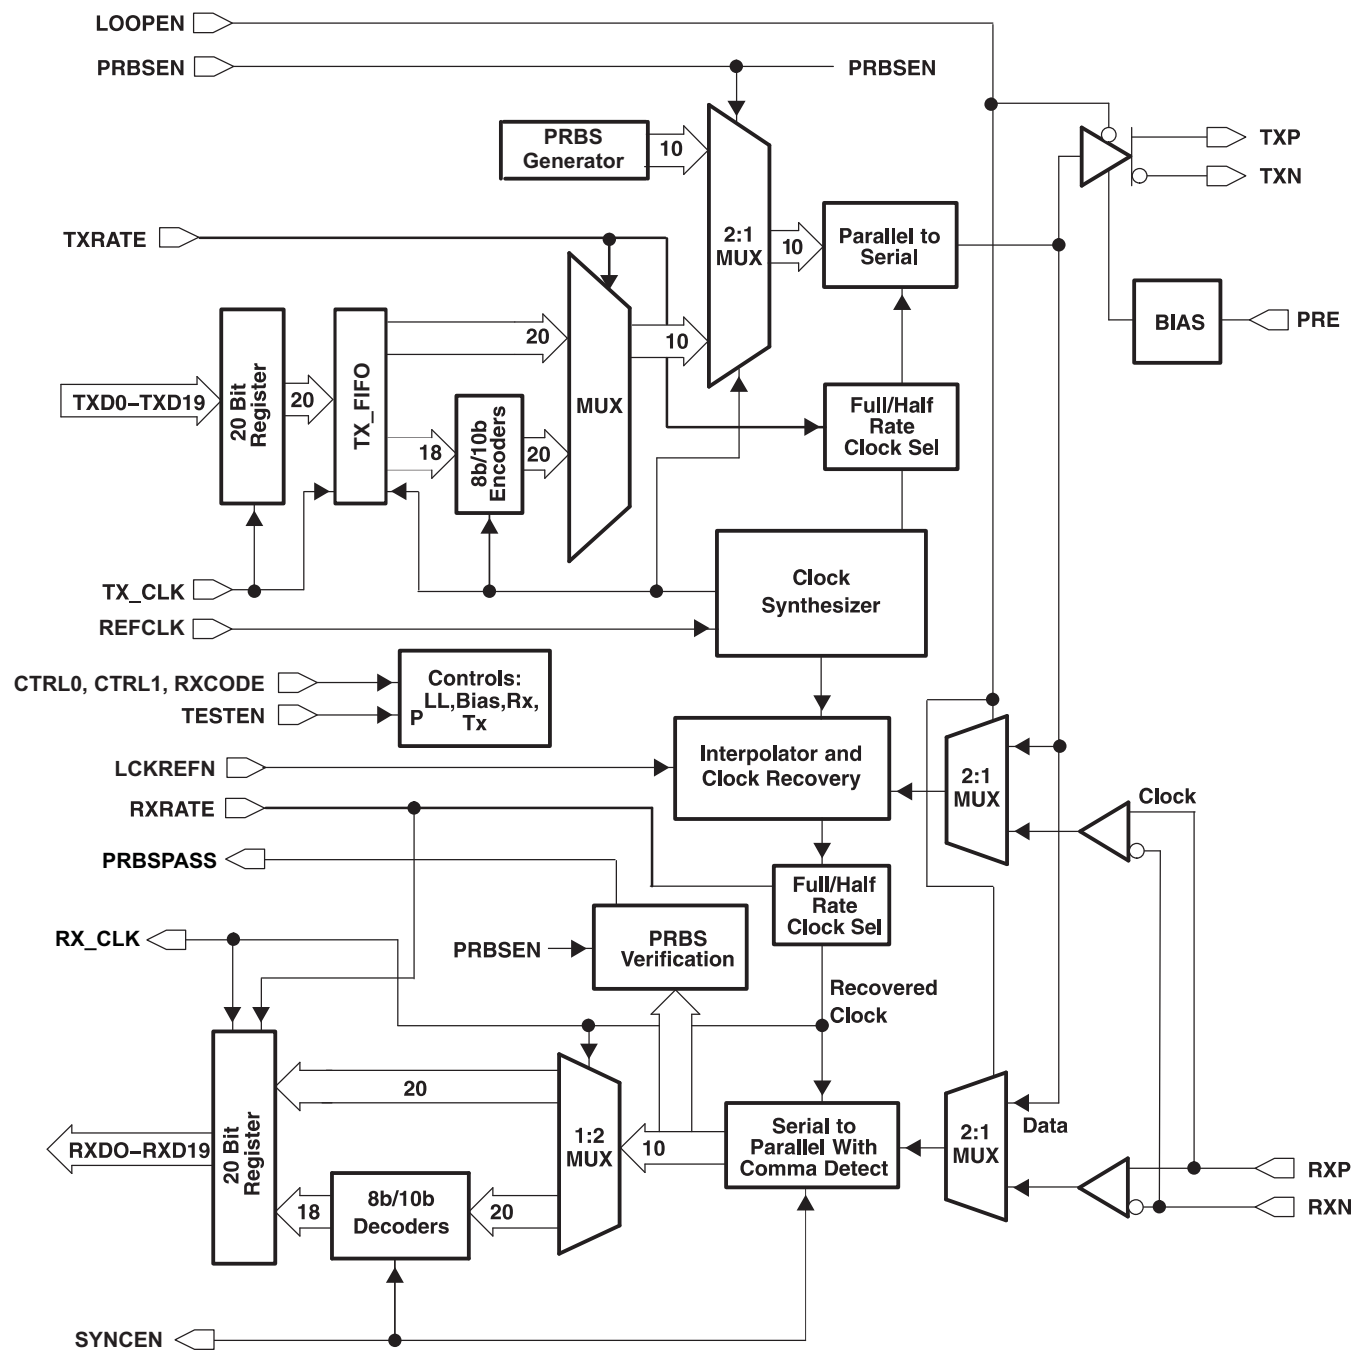 LOOPEN
PRBSEN
PRBSEN
PRBS
Generator
10
TXP
TXN
TXRATE
2:1
MUX
10
Parallel to
Serial
BIAS
PRE
TXD0–TXD19
20 Bit
Register
20
TX_FIFO
20
18
8b/10b
Encoders
20
MUX
10
Full/Half
Rate
Clock Sel
TX_CLK
REFCLK
Clock
Synthesizer
CTRL0, CTRL1, RXCODE
TESTEN
Controls:
LL,Bias,Rx,
P
Tx
LCKREFN
Interpolator and
Clock Recovery
2:1
MUX
Clock
RXRATE
PRBSPASS
Full/Half
Rate
Clock Sel
RX_CLK
PRBSEN
PRBS
Verification
Recovered
Clock
20 Bit
Register
20
1:2
MUX
10
Serial to
Parallel With
Comma Detect
2:1
MUX
Data
RXDO–RXD19
18
8b/10b
Decoders
20
RXP
RXN
SYNCEN